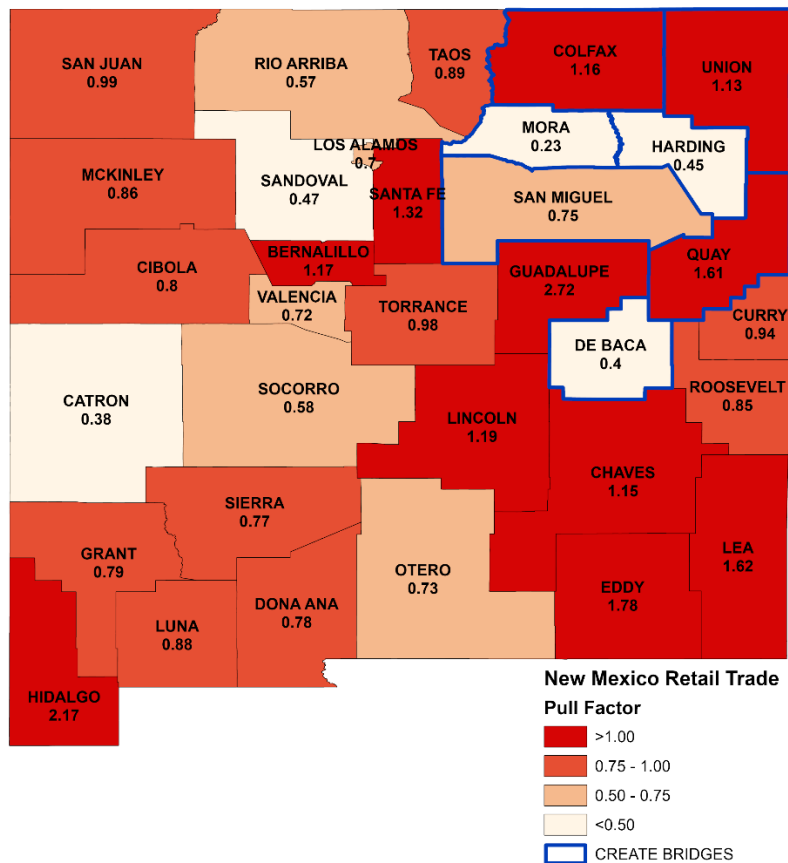 SAN JUAN
0.99
RIO ARRIBA
0.57
TAOS
0.89
COLFAX
1.16
UNION
1.13
MORA
0.23
HARDING
0.45
LOS ALAMOS
0.7
MCKINLEY
0.86
SANDOVAL
0.47
SANTA FE
1.32
SAN MIGUEL
0.75
BERNALILLO
1.17
CIBOLA
0.8
VALENCIA
0.72
TORRANCE
0.98
GUADALUPE
2.72
QUAY
1.61
CURRY
0.94
DE BACA
0.4
ROOSEVELT
0.85
CATRON
0.38
SOCORRO
0.58
LINCOLN
1.19
CHAVES
1.15
SIERRA
0.77
GRANT
0.79
OTERO
0.73
LEA
1.62
EDDY
1.78
DONA ANA
0.78
LUNA
0.88
HIDALGO
2.17
New Mexico Retail Trade
Pull Factor
>1.00
0.75 - 1.00
0.50 - 0.75
<0.50
CREATE BRIDGES